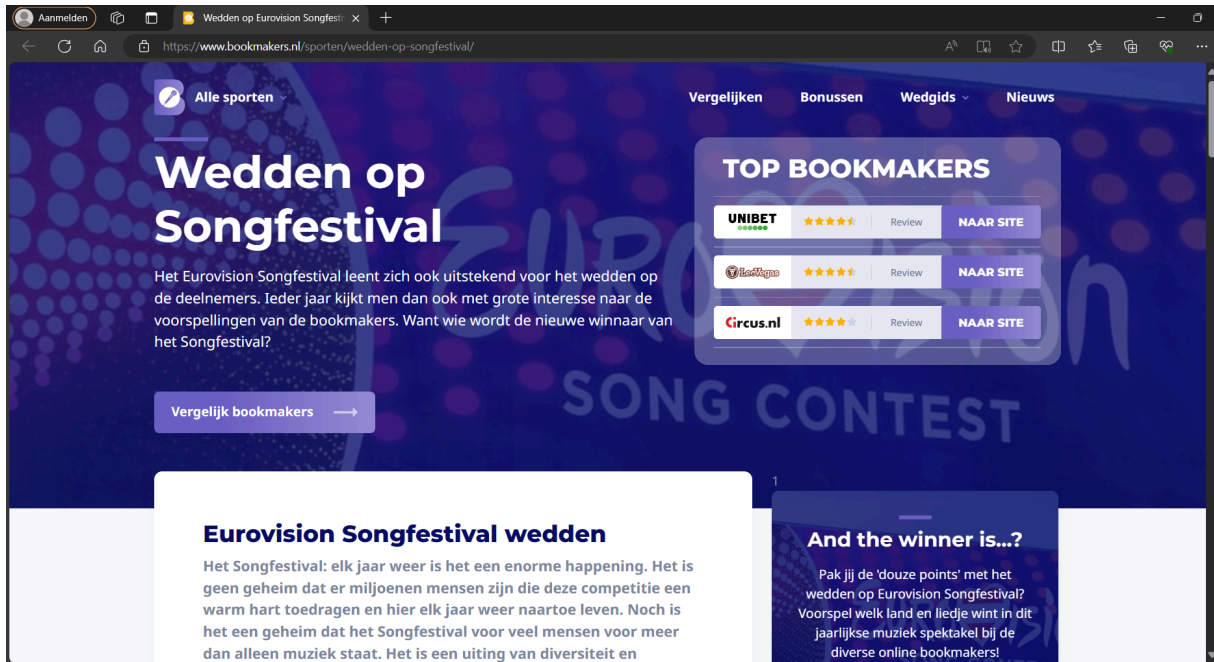 Aanmelden
Wedden op Eurovision Songfesti
https://www.bookmakers.nl/sporten/wedden-op-songfestival/
Alle sporten
Vergelijken Bonussen Wedgids Nieuws
Wedden op
Songfestival
Het Eurovision Songfestival leent zich ook uitstekend voor het wedden op
de deelnemers. Ieder jaar kijkt men dan ook met grote interesse naar de
voorspellingen van de bookmakers. Want wie wordt de nieuwe winnaar van
het Songfestival?
Vergelijk bookmakers
TOP BOOKMAKERS
UNIBET Review NAAR SITE
LeoVegas Review NAAR SITE
Circus.nl Review NAAR SITE
EUROVISION
SONG CONTEST
Eurovision Songfestival wedden
Het Songfestival: elk jaar weer is het een enorme happening. Het is
geen geheim dat er miljoenen mensen zijn die deze competitie een
warm hart toedragen en hier elk jaar weer naartoe leven. Noch is
het een geheim dat het Songfestival voor veel mensen voor meer
dan alleen muziek staat. Het is een uiting van diversiteit en
1
And the winner is...?
Pak jij de 'douze points' met het
wedden op Eurovision Songfestival?
Voorspel welk land en liedje wint in dit
jaarlijkse muziek spektakel bij de
diverse online bookmakers!